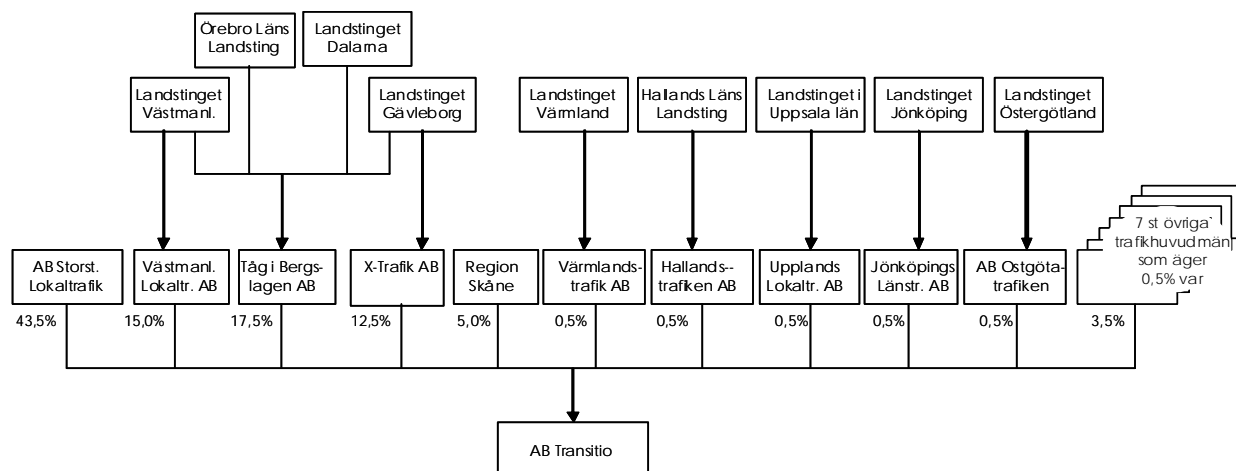 Örebro Läns
Landsting
Landstinget
Dalarna
Landstinget
Västmanl.
Landstinget
Gävleborg
Landstinget
Värmland
Hallands Läns
Landsting
Landstinget i
Uppsala län
Landstinget
Jönköping
Landstinget
Östergötland
AB Storst.
Lokaltrafik
Västmanl.
Lokaltr. AB
Tåg i Bergs-
lagen AB
X-Trafik AB
Region
Skåne
Värmlands-
trafik AB
Hallands--
trafiken AB
Upplands
Lokaltr. AB
Jönköpings
Länstr. AB
AB Ostgöta-
trafiken
7 st övriga
trafikhuvudmän
som äger
0,5% var
43,5%
15,0%
17,5%
12,5%
5,0%
0,5%
0,5%
0,5%
0,5%
0,5%
3,5%
AB Transitio